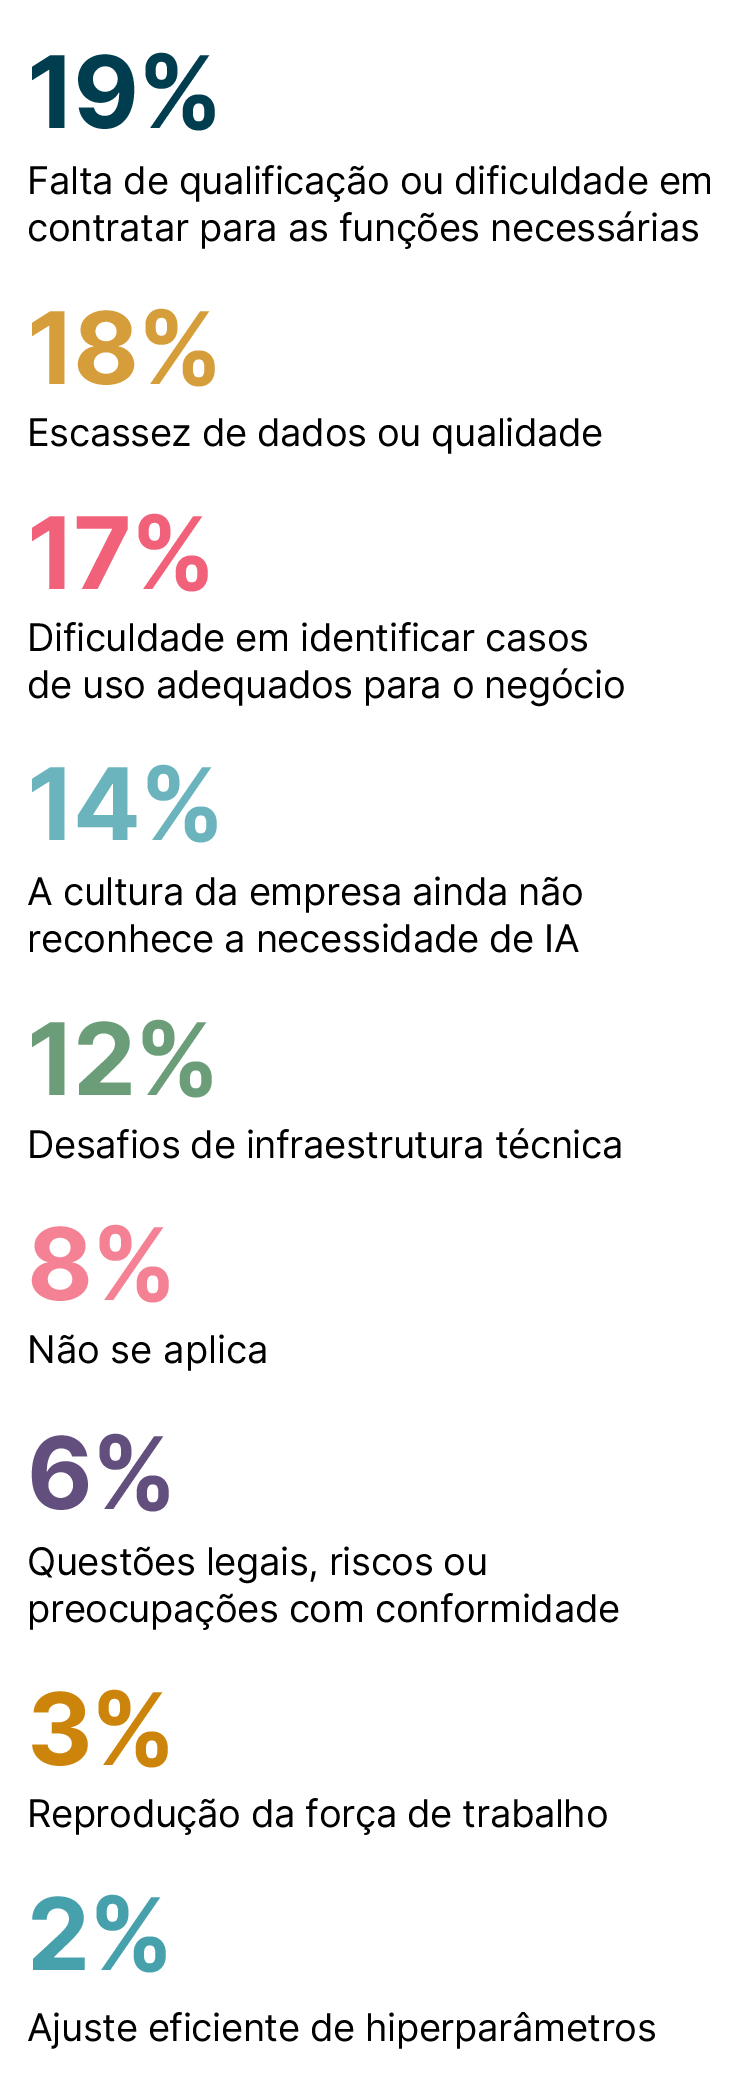 19%
Falta de qualificação ou dificuldade em
contratar para as funções necessárias
18%
Escassez de dados ou qualidade
17%
Dificuldade em identificar casos
de uso adequados para o negócio
14%
A cultura da empresa ainda não
reconhece a necessidade de IA
12%
Desafios de infraestrutura técnica
8%
Não se aplica
6%
Questões legais, riscos ou
preocupações com conformidade
3%
Reprodução da força de trabalho
2%
Ajuste eficiente de hiperparâmetros